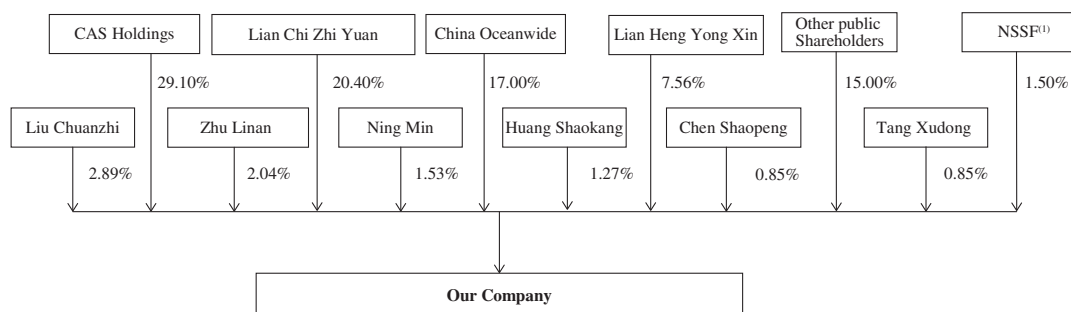 CAS Holdings
Lian Chi Zhi Yuan
China Oceanwide
Lian Heng Yong Xin
Other public
Shareholders
NSSF(1)
29.10%
20.40%
17.00%
7.56%
15.00%
1.50%
Liu Chuanzhi
Zhu Linan
Ning Min
Huang Shaokang
Chen Shaopeng
Tang Xudong
2.89%
2.04%
1.53%
1.27%
0.85%
0.85%
Our Company